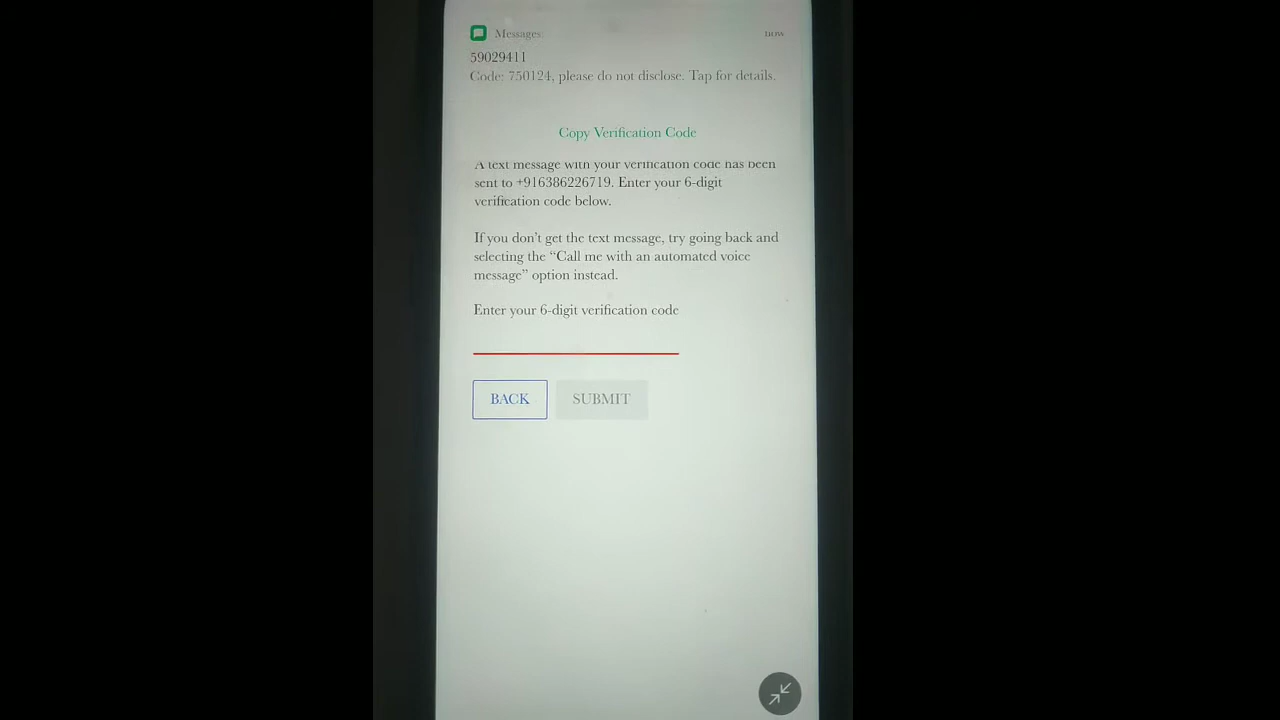 Messages
now
59029411
Code: 750124, please do not disclose. Tap for details.
Copy Verification Code
A text message with your verification code has been
sent to +916386226719. Enter your 6-digit
verification code below.
If you don't get the text message, try going back and
selecting the “Call me with an automated voice
message” option instead.
Enter your 6-digit verification code
BACK
SUBMIT